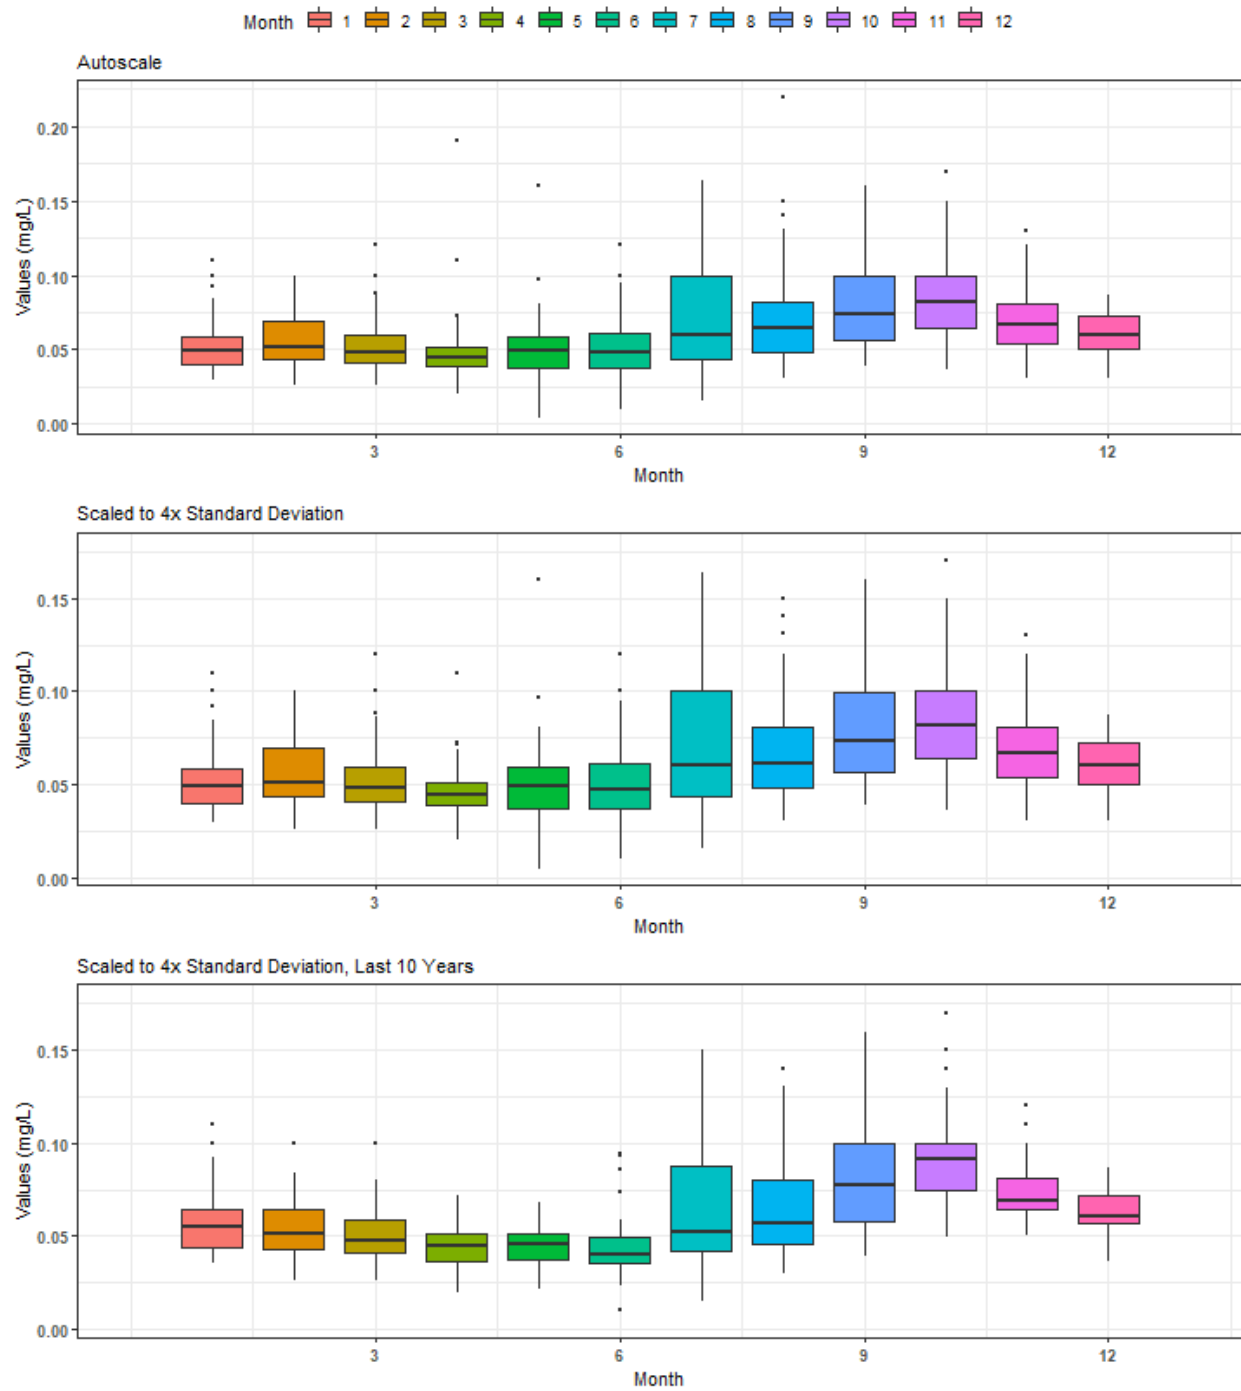 Month 1 2 3 4 5 6 7 8 9 10 11 12
Autoscale
Values (mg/L)
0.20
0.15
0.10
0.05
0.00
3 6 9 12
Month
Scaled to 4x Standard Deviation
Values (mg/L)
0.15
0.10
0.05
0.00
3 6 9 12
Month
Scaled to 4x Standard Deviation, Last 10 Years
Values (mg/L)
0.15
0.10
0.05
0.00
3 6 9 12
Month